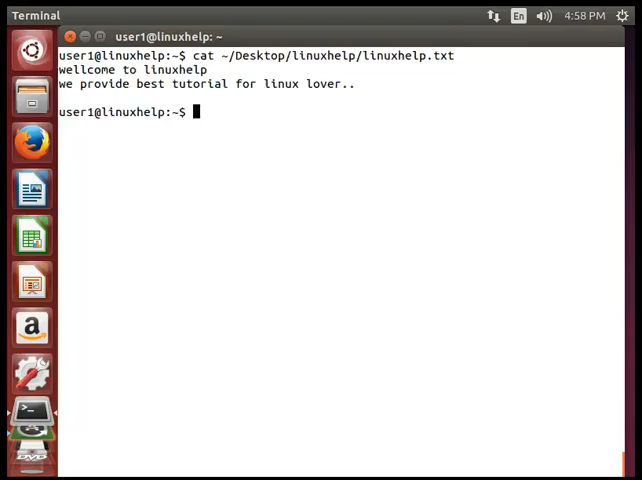 Terminal
En
4:58 PM
user1@linuxhelp: ~
user1@linuxhelp:~$ cat ~/Desktop/linuxhelp/linuxhelp.txt
wellcome to linuxhelp
we provide best tutorial for linux lover..
user1@linuxhelp:~$
a
>_
DVD